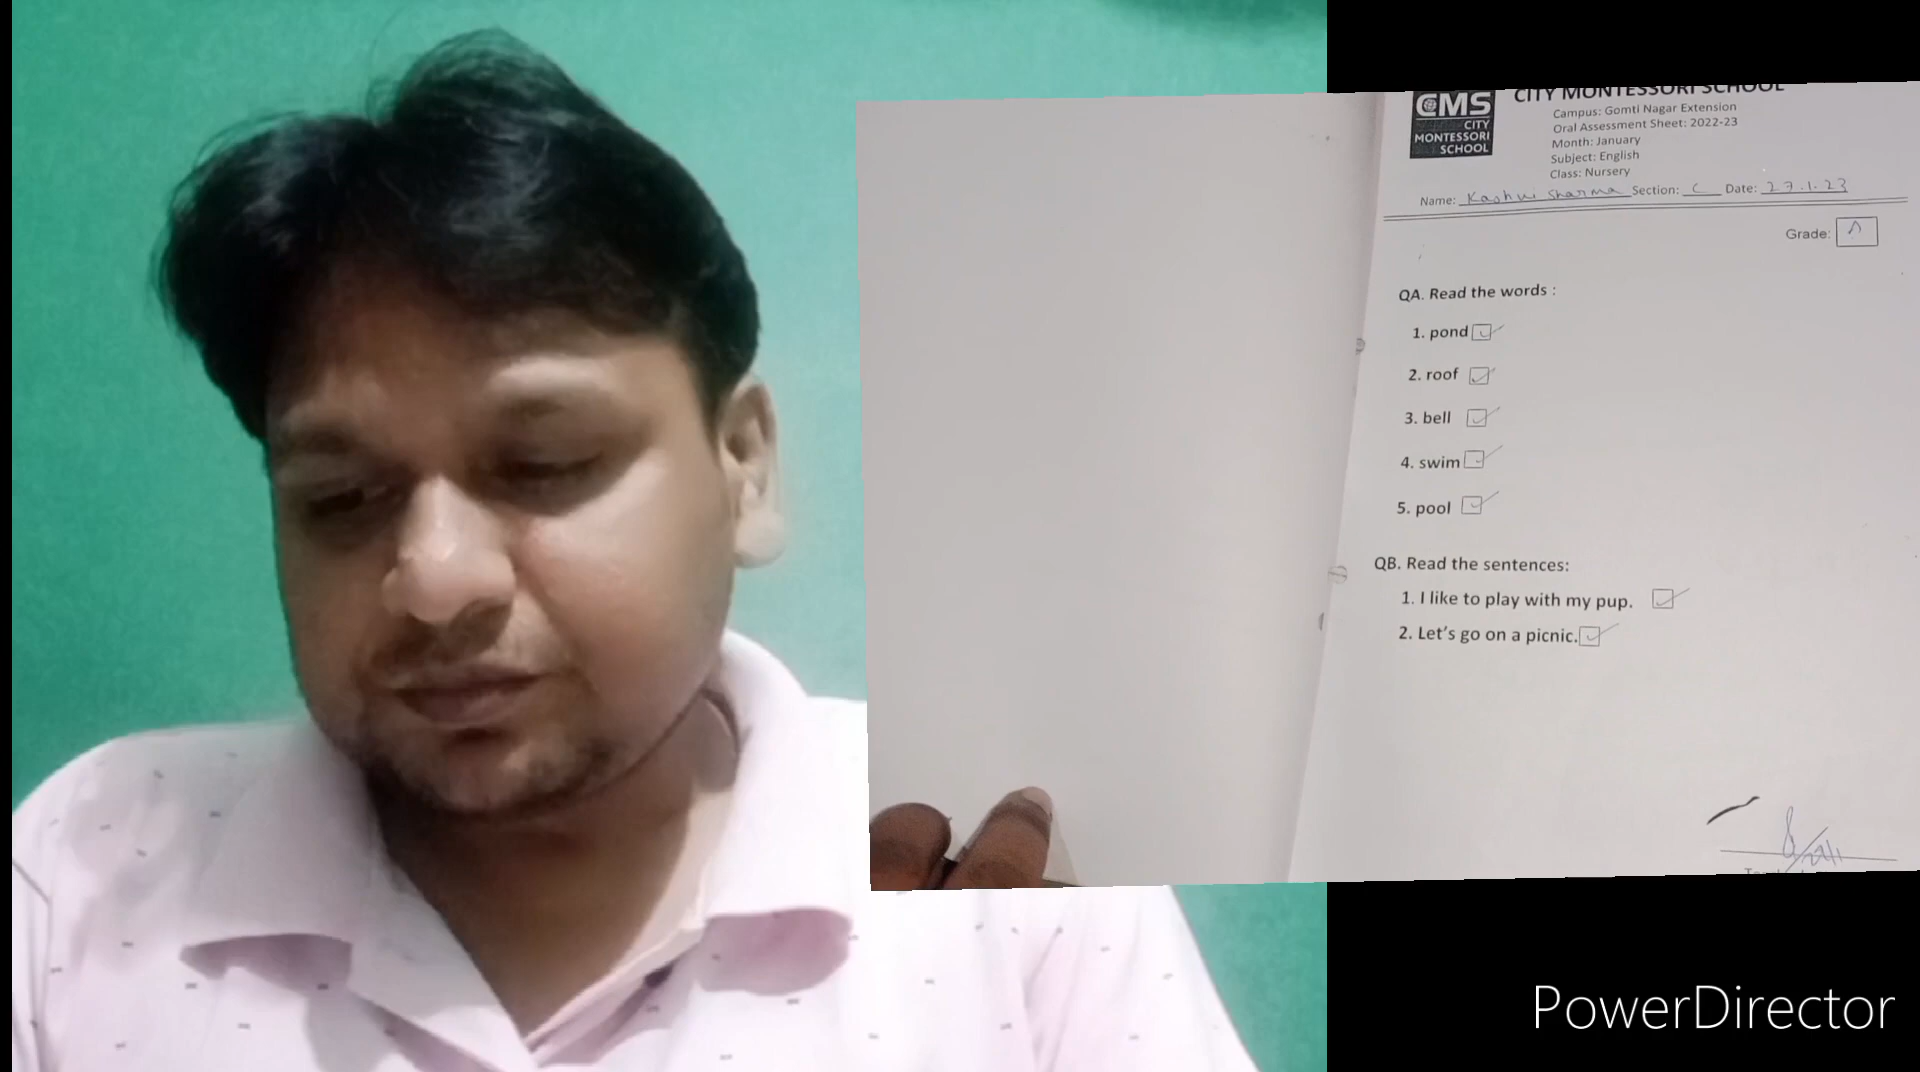 CMS
CITY
MONTESSORI
SCHOOL
CITY MONTESSORI SCHOOL
Campus: Gomti Nagar Extension
Oral Assessment Sheet: 2022-23
Month: January
Subject: English
Class: Nursery
Name: Kashvi Sharma Section: C Date: 27.1.23
Grade: A
QA. Read the words :
1. pond
2. roof
3. bell
4. swim
5. pool
QB. Read the sentences:
1. I like to play with my pup.
2. Let's go on a picnic.
PowerDirector